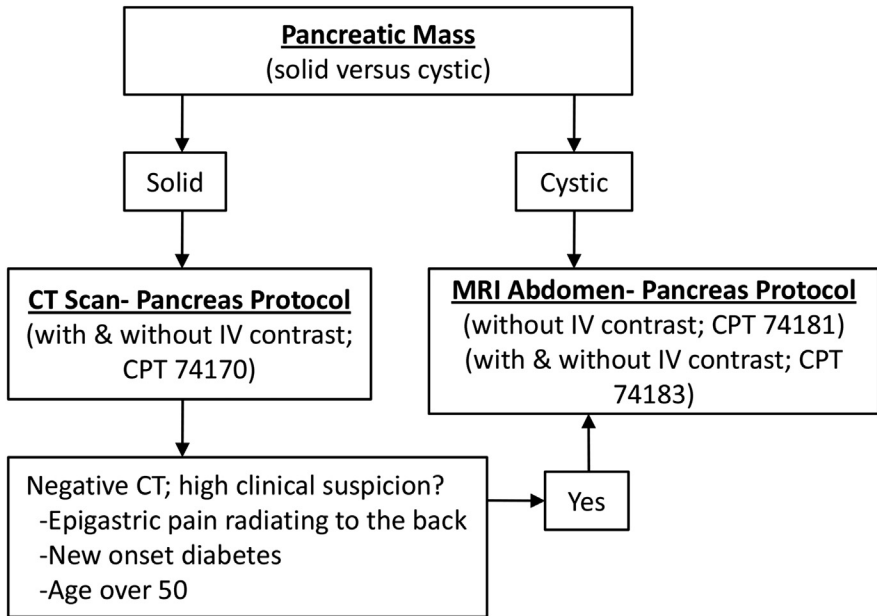 Pancreatic Mass
(solid versus cystic)
Solid
Cystic
CT Scan- Pancreas Protocol
(with & without IV contrast;
CPT 74170)
MRI Abdomen- Pancreas Protocol
(without IV contrast; CPT 74181)
(with & without IV contrast; CPT
74183)
Negative CT; high clinical suspicion?
-Epigastric pain radiating to the back
-New onset diabetes
-Age over 50
Yes